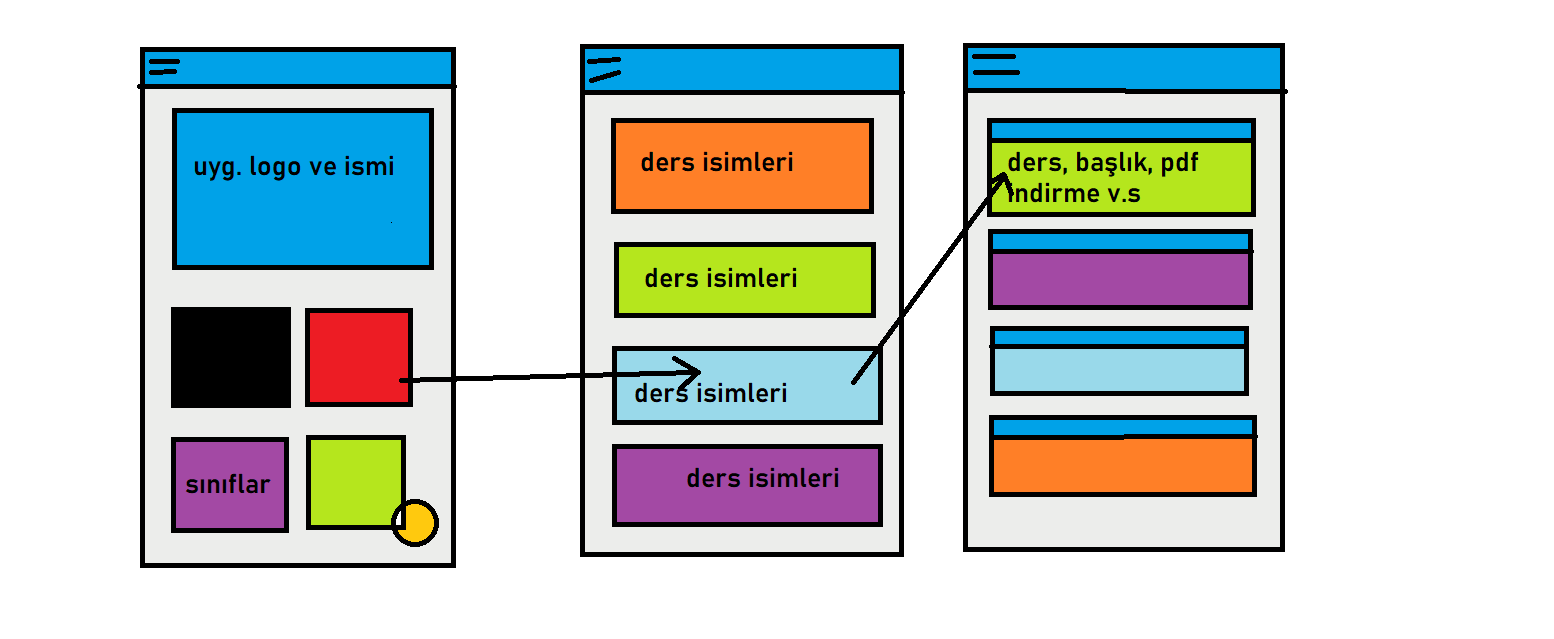 uyg. logo ve ismi
sınıflar
ders isimleri
ders isimleri
ders isimleri
ders isimleri
ders, başlık, pdf
indirme v.s